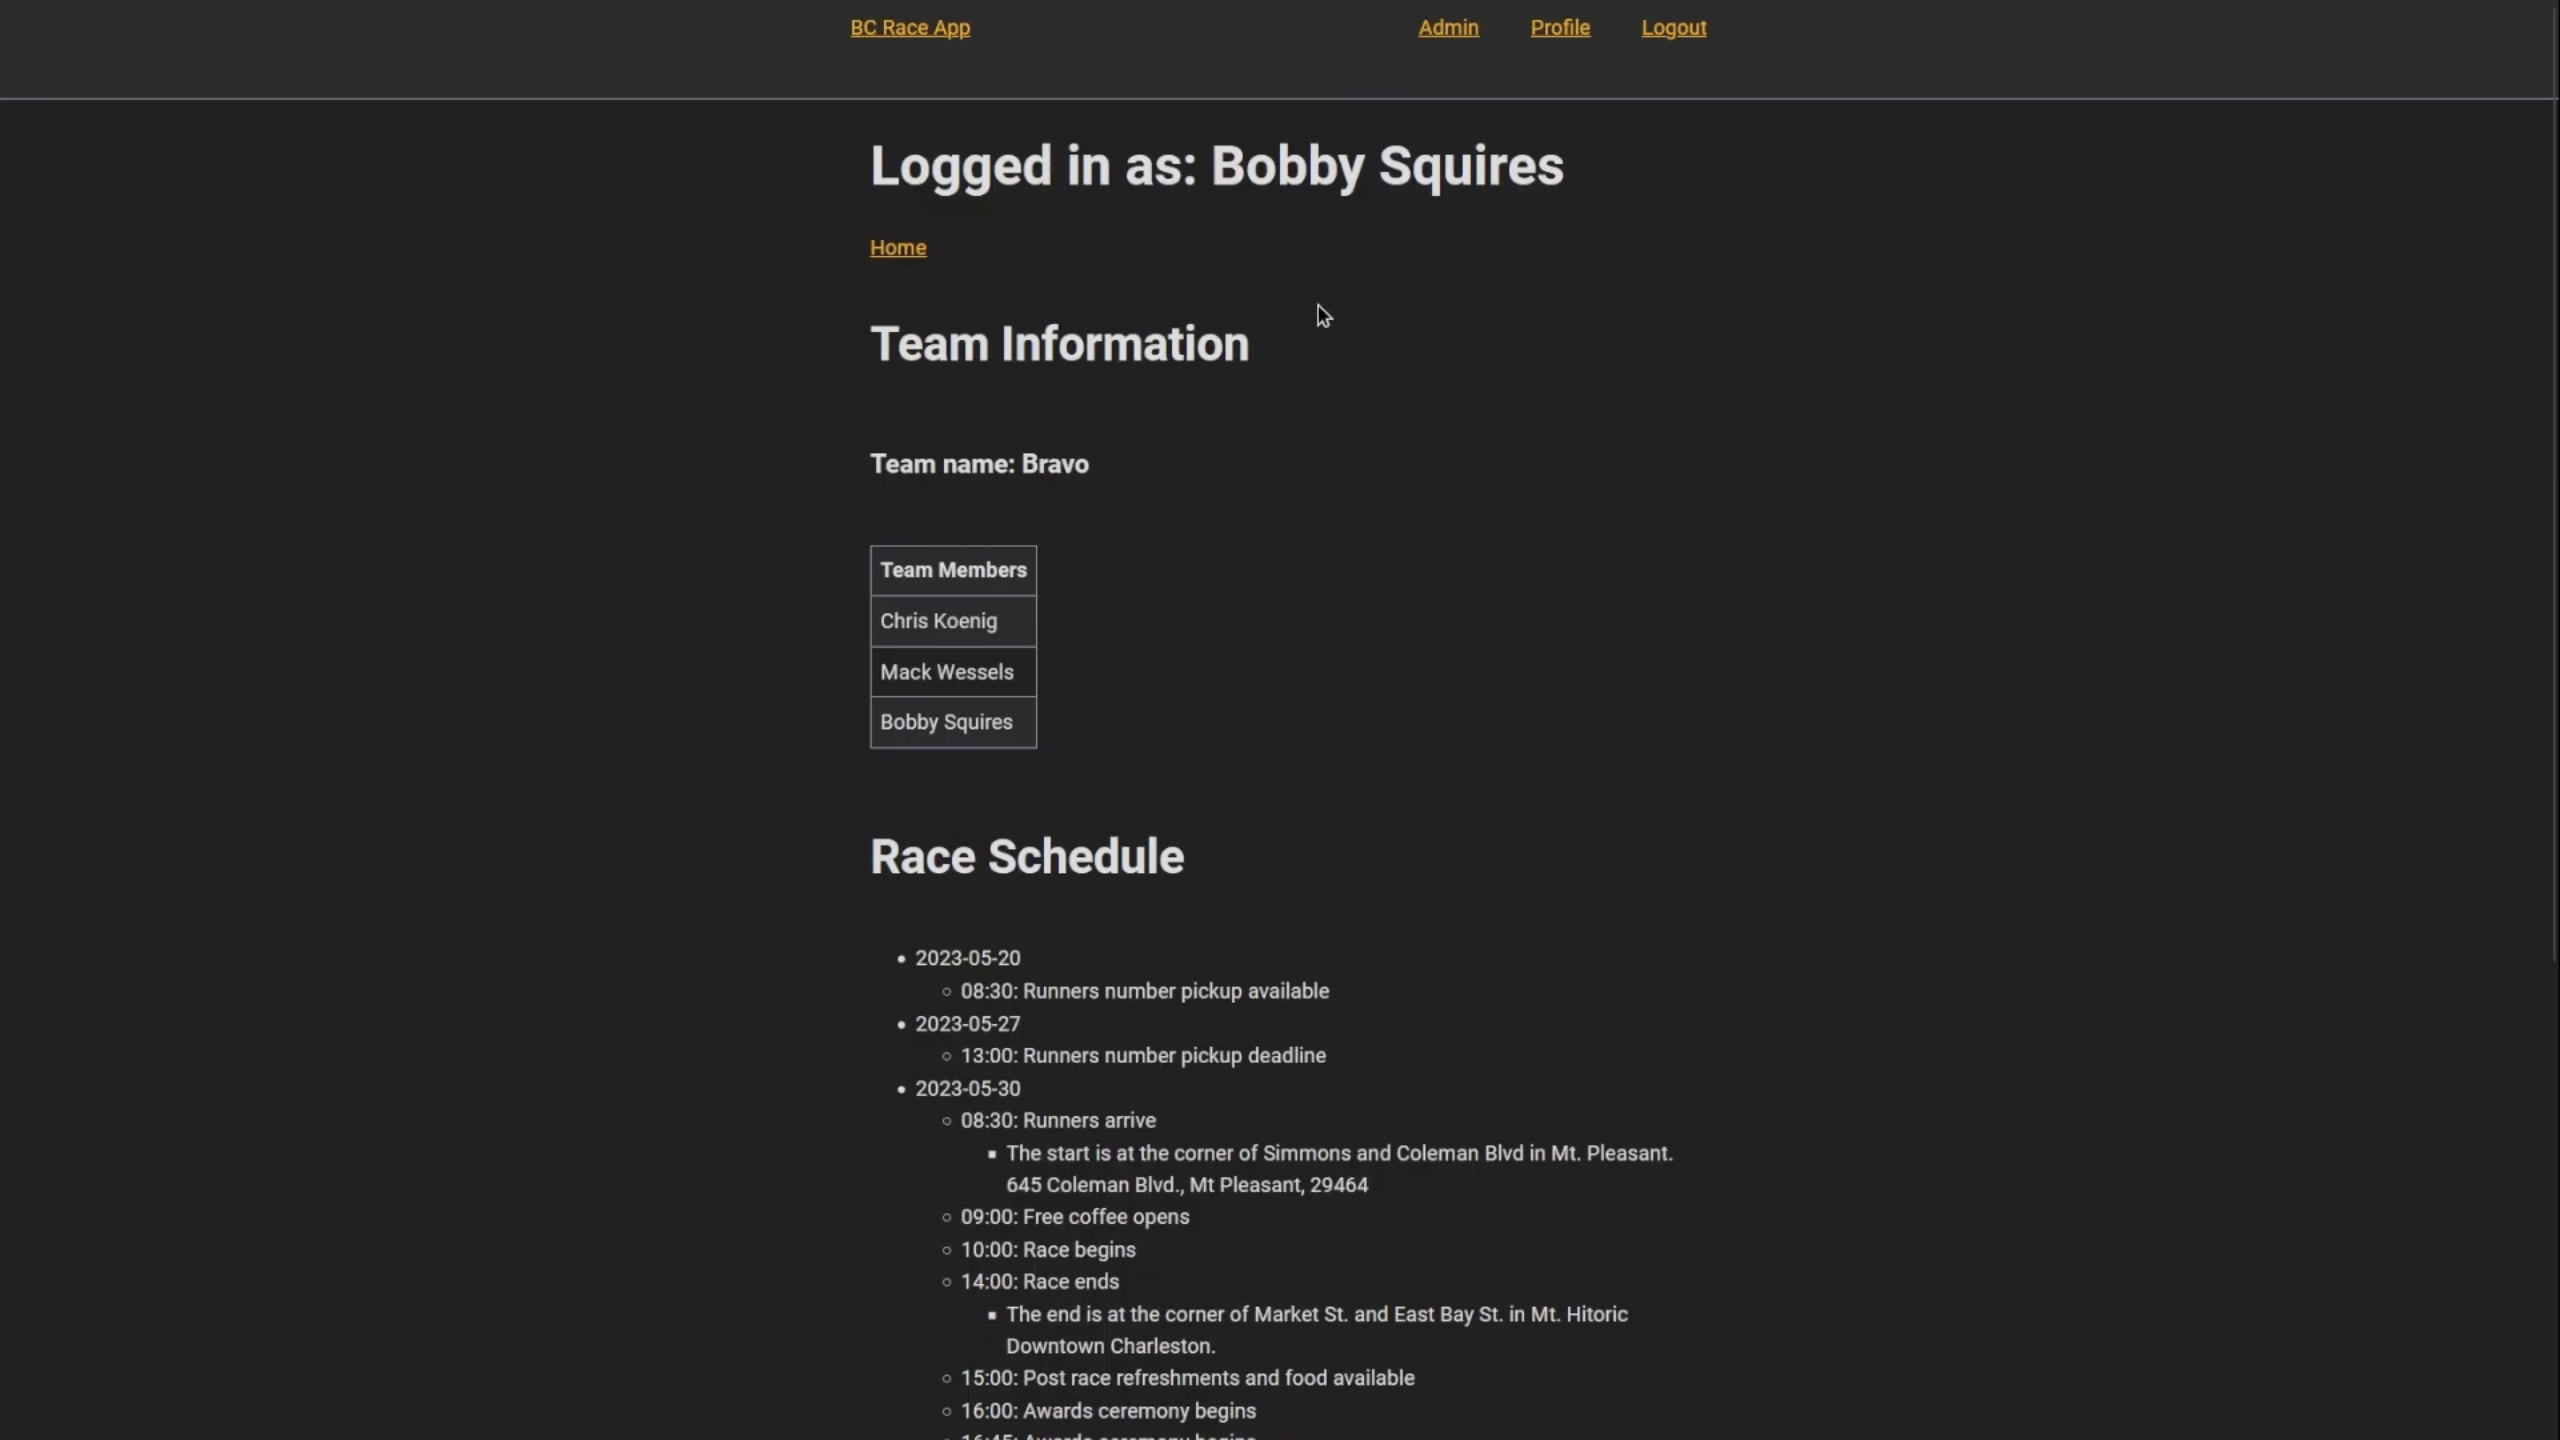 BC Race App Admin Profile Logout
Logged in as: Bobby Squires
Home
Team Information
Team name: Bravo
Team Members
Chris Koenig
Mack Wessels
Bobby Squires
Race Schedule
2023-05-20
08:30: Runners number pickup available
2023-05-27
13:00: Runners number pickup deadline
2023-05-30
08:30: Runners arrive
The start is at the corner of Simmons and Coleman Blvd in Mt. Pleasant.
645 Coleman Blvd., Mt Pleasant, 29464
09:00: Free coffee opens
10:00: Race begins
14:00: Race ends
The end is at the corner of Market St. and East Bay St. in Mt. Hitoric
Downtown Charleston.
15:00: Post race refreshments and food available
16:00: Awards ceremony begins